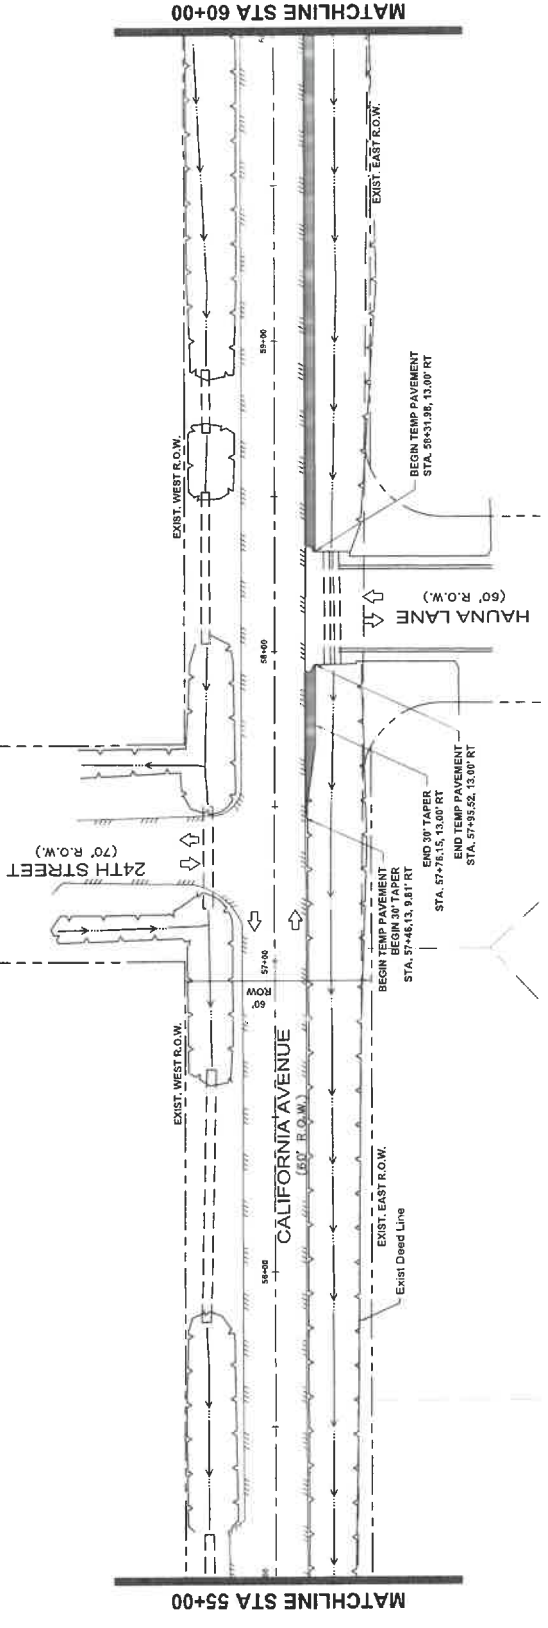 MATCHLINE STA 60+00
EXIST. EAST R.O.W.
59+00
EXIST. WEST R.O.W.
BEGIN TEMP PAVEMENT
STA. 58+31.98, 13.00' RT
HAUNA LANE
(60' R.O.W.)
58+00
24TH STREET
(70' R.O.W.)
END TEMP PAVEMENT
STA. 57+95.52, 13.00' RT
END 30' TAPER
STA. 57+76.15, 13.00' RT
BEGIN TEMP PAVEMENT
BEGIN 30' TAPER
STA. 57+46.13, 9.81' RT
57+00
60'
ROW
EXIST. WEST R.O.W.
CALIFORNIA AVENUE
(60' R.O.W.)
EXIST. EAST R.O.W.
Exist Deed Line
56+00
MATCHLINE STA 55+00